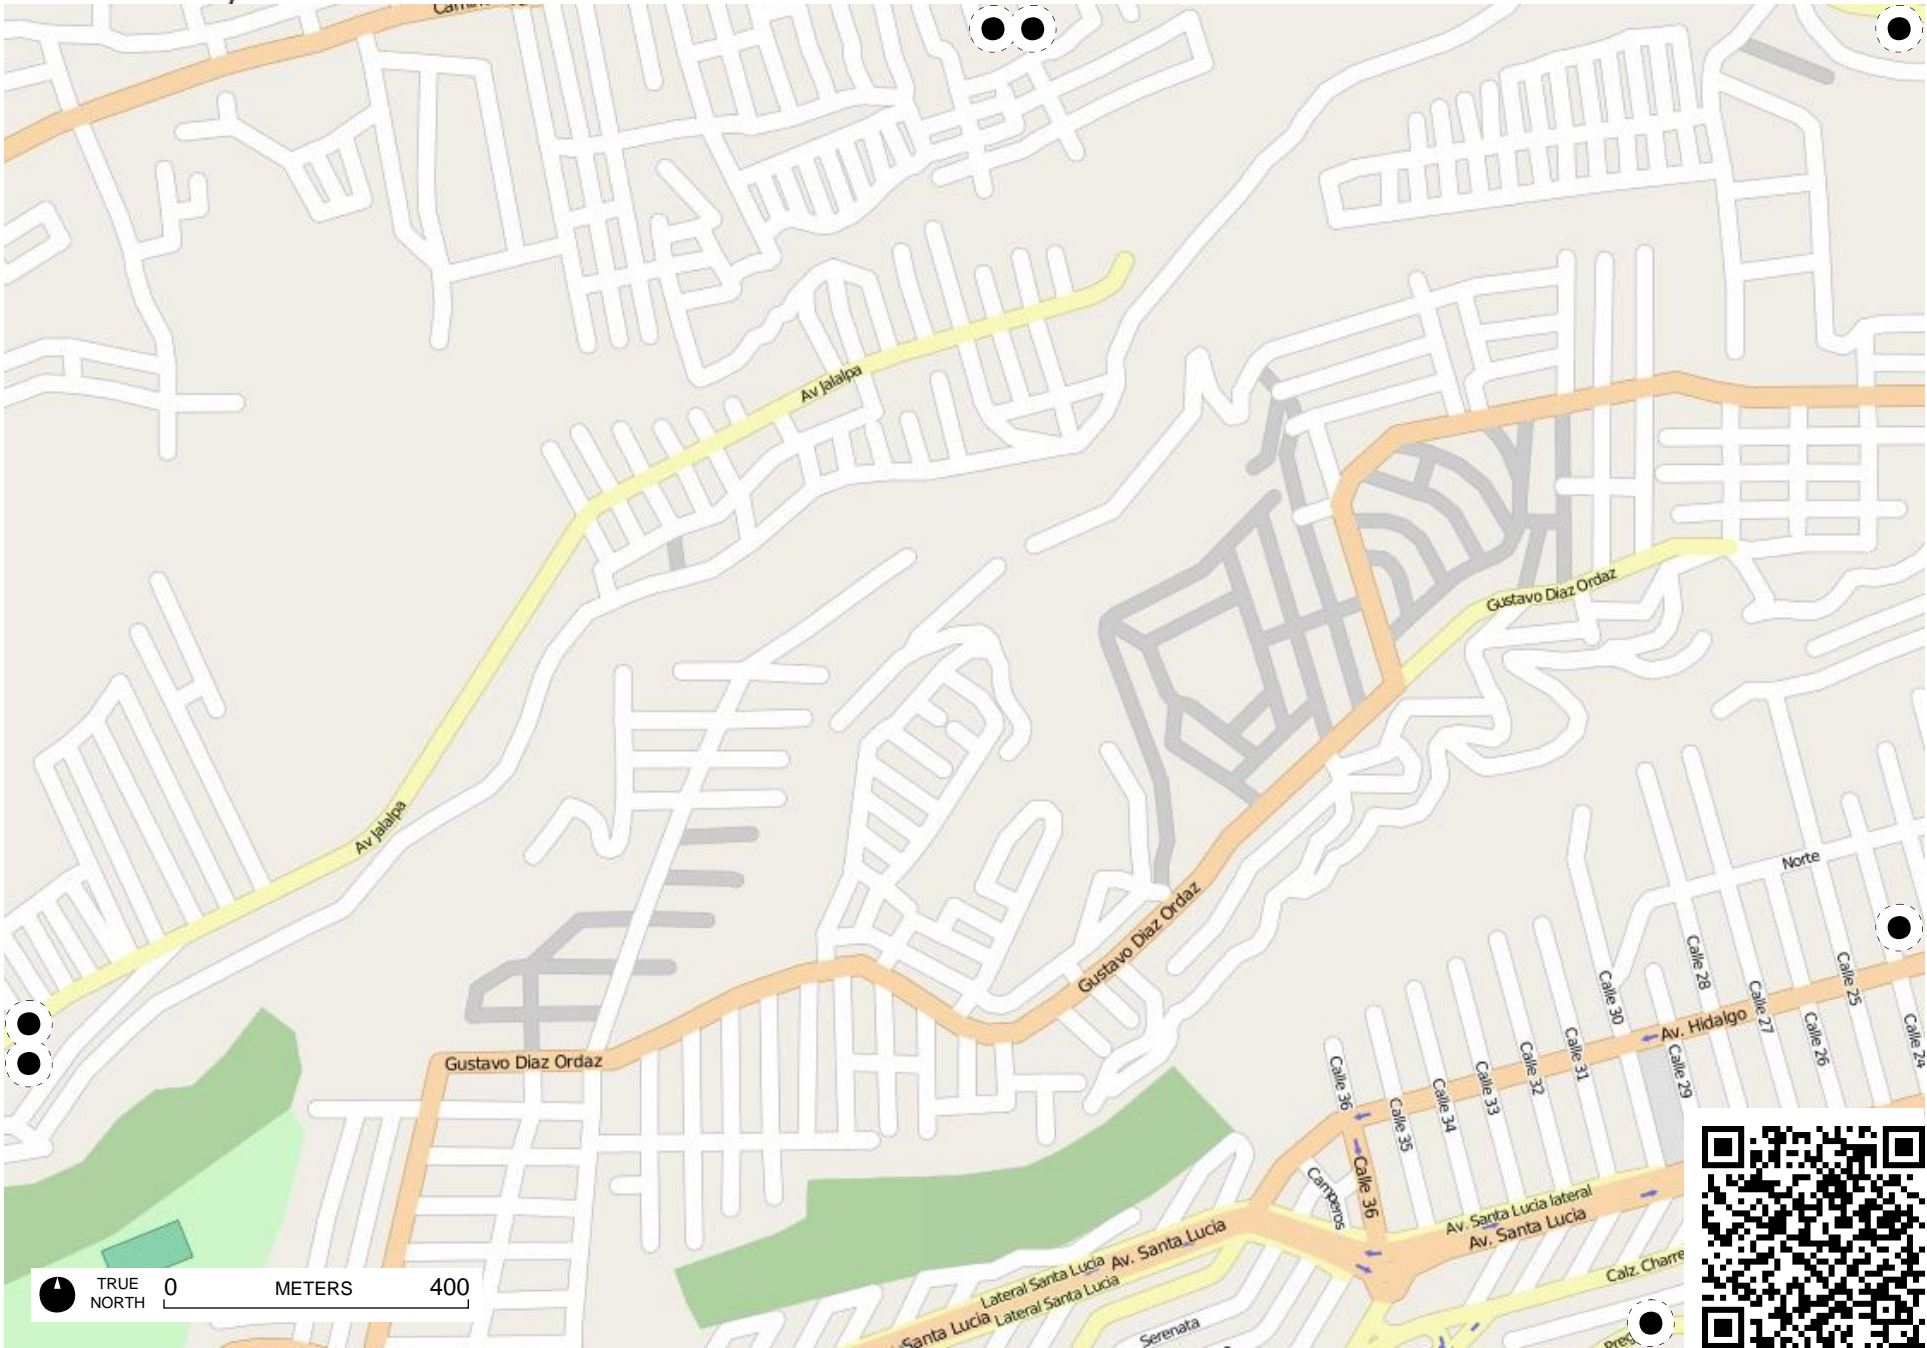 Av Jalalpa
Gustavo Diaz Ordaz
Av Jalalpa
Norte
Gustavo Diaz Ordaz
Calle 28
Calle 25
Calle 30
Calle 27
Av. Hidalgo
Calle 26
Calle 24
Gustavo Diaz Ordaz
Calle 31
Calle 32
Calle 29
Calle 33
Calle 36
Calle 34
Calle 35
Calle 36
Camperos
Av. Santa Lucia lateral
Av. Santa Lucia
Av. Santa Lucia
Lateral Santa Lucia
Lateral Santa Lucia
Calz.
Santa Lucia
Serenata
TRUE NORTH
0 METERS 400